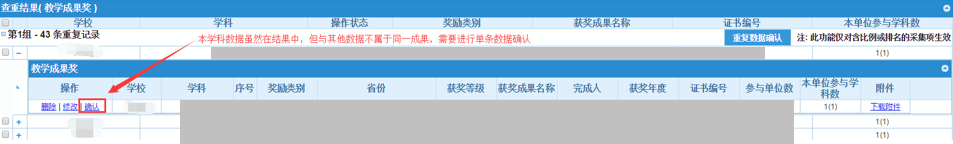 查重结果( 教学成果奖 )
学校 学科 操作状态 奖励类别 获奖成果名称 证书编号 本单位参与学科数
第1组 - 43 条重复记录 本学科数据虽然在结果中，但与其他数据不属于同一成果，需要进行单条数据确认 重复数据确认 注: 此功能仅对含比例或排名的采集项生效
1(1)
教学成果奖
操作 学校 学科 序号 奖励类别 省份 获奖等级 获奖成果名称 完成人 获奖年度 证书编号 参与单位数 本单位参与学科数 附件
删除 | 修改 | 确认 1(1) 下载附件
1(1)
1(1)